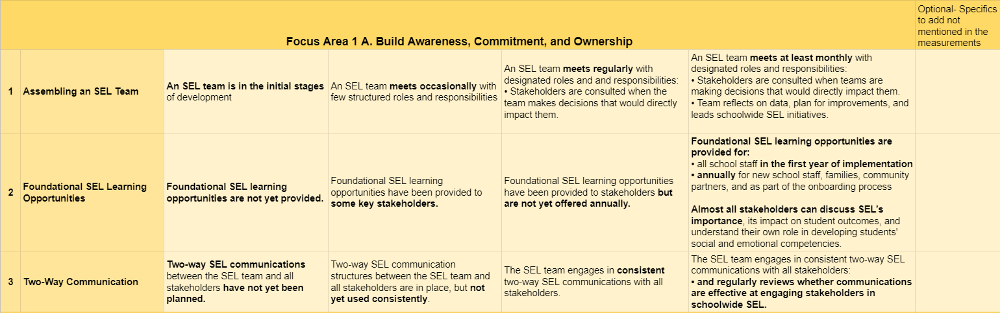 Optional- Specifics
to add not
mentioned in the
measurements
Focus Area 1 A. Build Awareness, Commitment, and Ownership
1
Assembling an SEL Team
An SEL team is in the initial stages
of development
An SEL team meets occasionally with
few structured roles and responsibilities
An SEL team meets regularly with
designated roles and and responsibilities:
• Stakeholders are consulted when the
team makes decisions that would directly
impact them.
An SEL team meets at least monthly with
designated roles and responsibilities:
• Stakeholders are consulted when teams are
making decisions that would directly impact them.
• Team reflects on data, plan for improvements, and
leads schoolwide SEL initiatives.
2
Foundational SEL Learning
Opportunities
Foundational SEL learning
opportunities are not yet provided.
Foundational SEL learning
opportunities have been provided to
some key stakeholders.
Foundational SEL learning opportunities
have been provided to stakeholders but
are not yet offered annually.
Foundational SEL learning opportunities are
provided for:
• all school staff in the first year of implementation
• annually for new school staff, families, community
partners, and as part of the onboarding process
Almost all stakeholders can discuss SEL's
importance, its impact on student outcomes, and
understand their own role in developing students'
social and emotional competencies.
3
Two-Way Communication
Two-way SEL communications
between the SEL team and all
stakeholders have not yet been
planned.
Two-way SEL communication
structures between the SEL team and
all stakeholders are in place, but not
yet used consistently.
The SEL team engages in consistent
two-way SEL communications with all
stakeholders.
The SEL team engages in consistent two-way SEL
communications with all stakeholders:
• and regularly reviews whether communications
are effective at engaging stakeholders in
schoolwide SEL.